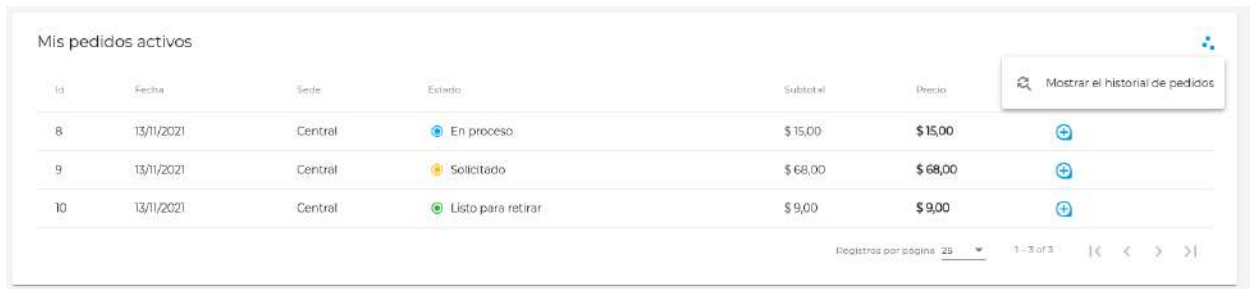 Mis pedidos activos
Mostrar el historial de pedidos
Id Fecha Sede Estado Subtotal Precio
8 13/11/2021 Central En proceso $ 15,00 $ 15,00
9 13/11/2021 Central Solicitado $ 68,00 $ 68,00
10 13/11/2021 Central Listo para retirar $ 9,00 $ 9,00
Registros por página 25 1 – 3 of 3